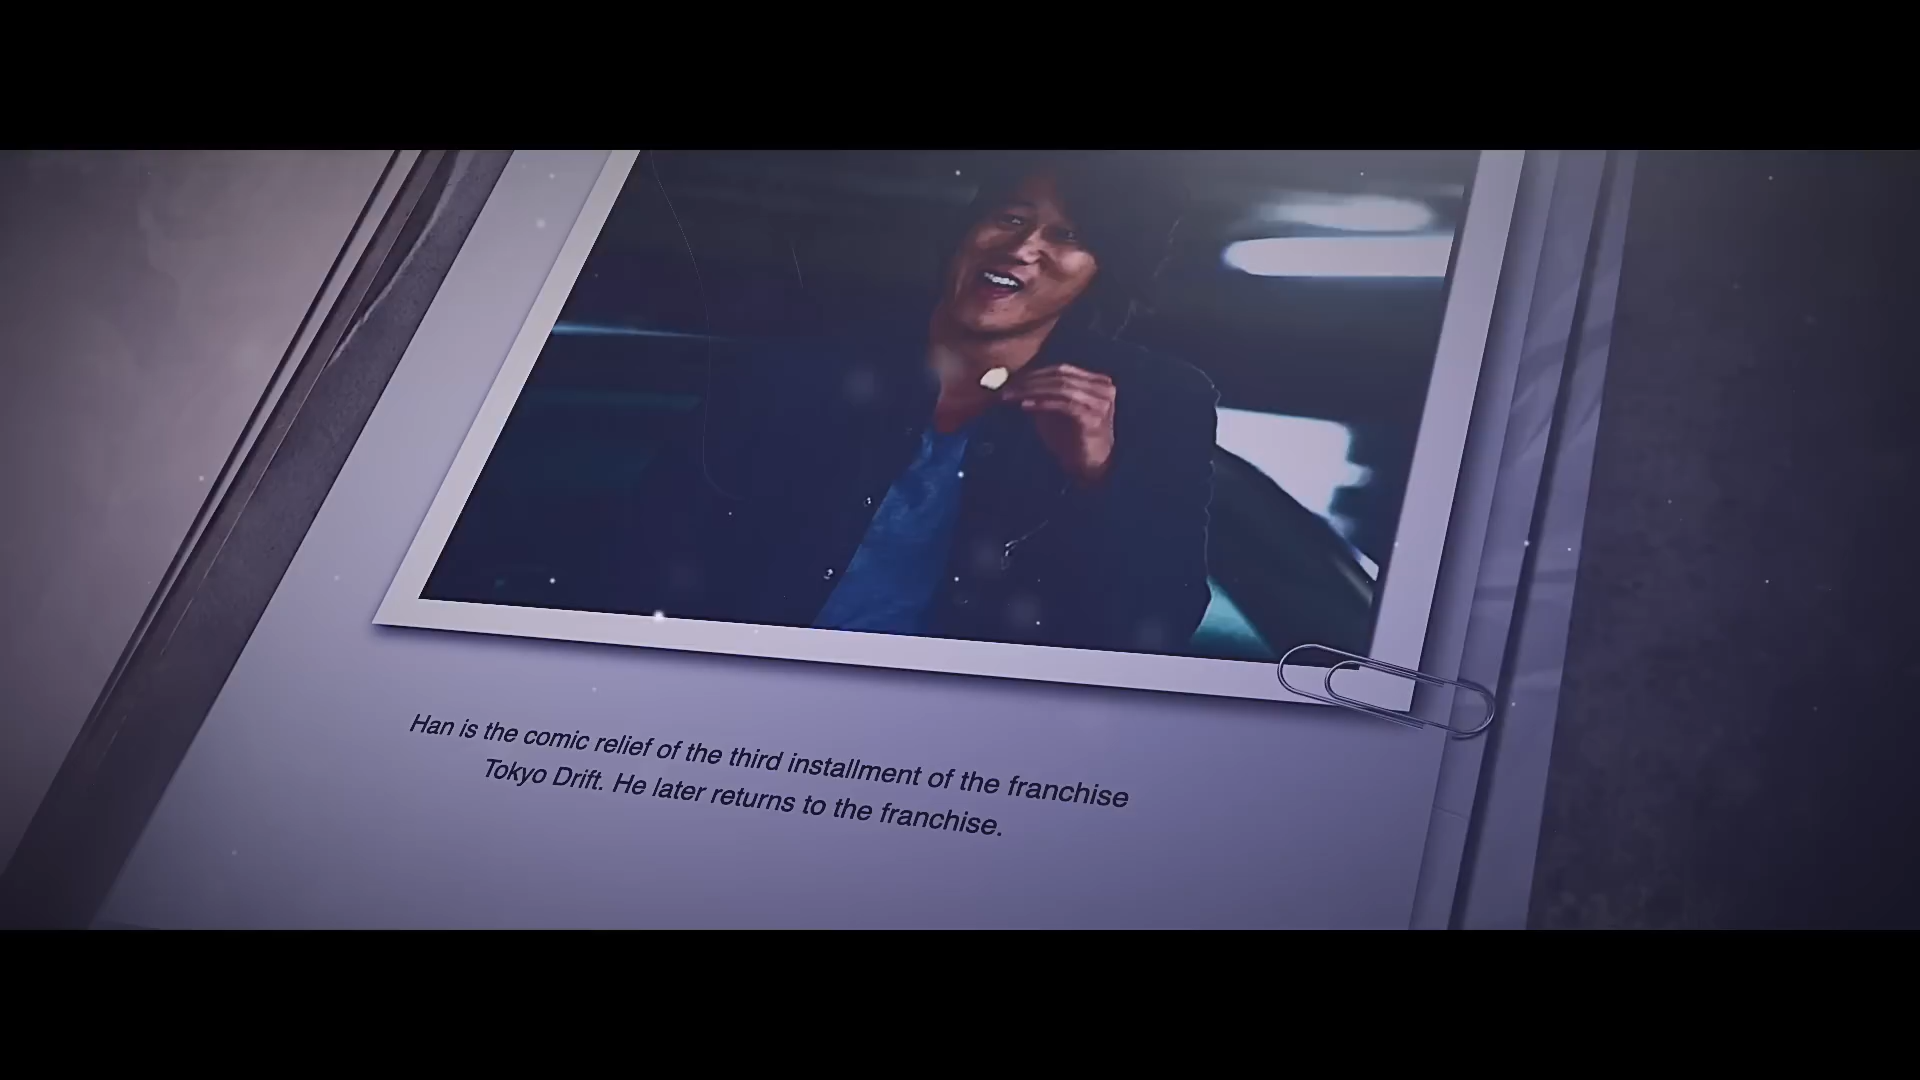 Han is the comic relief of the third installment of the franchise
Tokyo Drift. He later returns to the franchise.